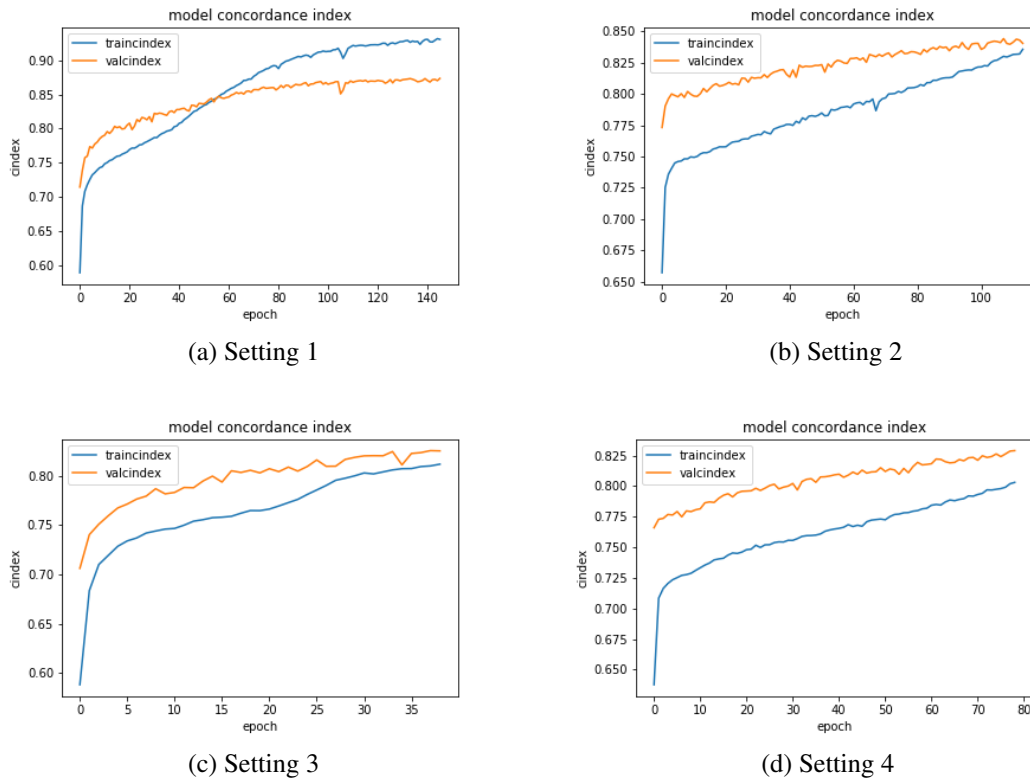 model concordance index
traincindex
valcindex
0.90
0.85
0.80
0.75
0.70
0.65
0.60
cindex
0 20 40 60 80 100 120 140
epoch
(a) Setting 1
model concordance index
traincindex
valcindex
0.850
0.825
0.800
0.775
0.750
0.725
0.700
0.675
0.650
cindex
0 20 40 60 80 100
epoch
(b) Setting 2
model concordance index
traincindex
valcindex
0.80
0.75
0.70
0.65
0.60
cindex
0 5 10 15 20 25 30 35
epoch
(c) Setting 3
model concordance index
traincindex
valcindex
0.825
0.800
0.775
0.750
0.725
0.700
0.675
0.650
cindex
0 10 20 30 40 50 60 70 80
epoch
(d) Setting 4